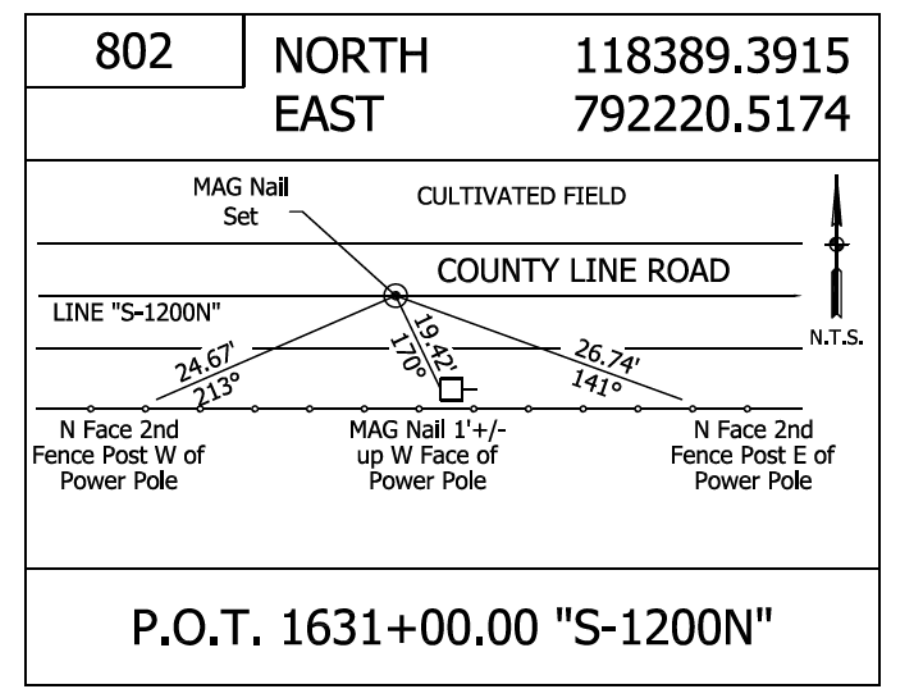 802
NORTH 118389.3915
EAST 792220.5174
MAG Nail
Set
CULTIVATED FIELD
COUNTY LINE ROAD
LINE "S-1200N"
N.T.S.
24.67'
213°
19.42'
170°
26.74'
141°
N Face 2nd
Fence Post W of
Power Pole
MAG Nail 1'+/-
up W Face of
Power Pole
N Face 2nd
Fence Post E of
Power Pole
P.O.T. 1631+00.00 "S-1200N"